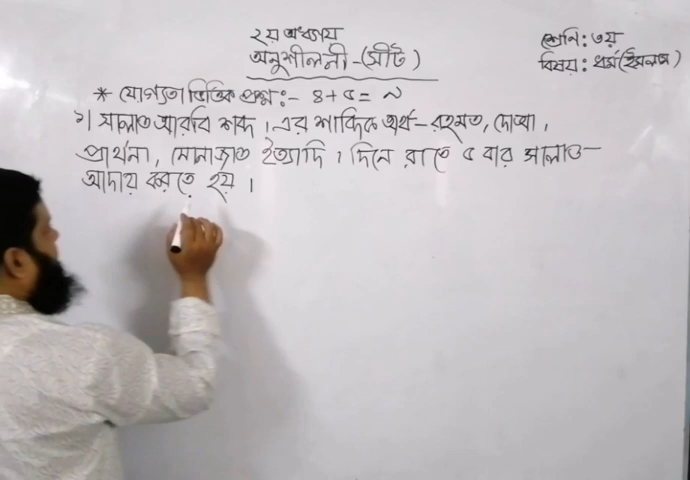 ২য় অধ্যায়
অনুশীলনী-(সীট)
শ্রেনি: ৩য়
বিষয়: ধর্ম(ইসলাম)
* যোগ্যতা ভিত্তিক প্রশ্ন:- ৪+৫= ৯
১। সালাত আরবি শব্দ। এর শাব্দিক অর্থ-রহমত, দোআ,
প্রার্থনা, মোনাজাত ইত্যাদি। দিনে রাতে ৫ বার সালাত-
আদায় করতে হয়।